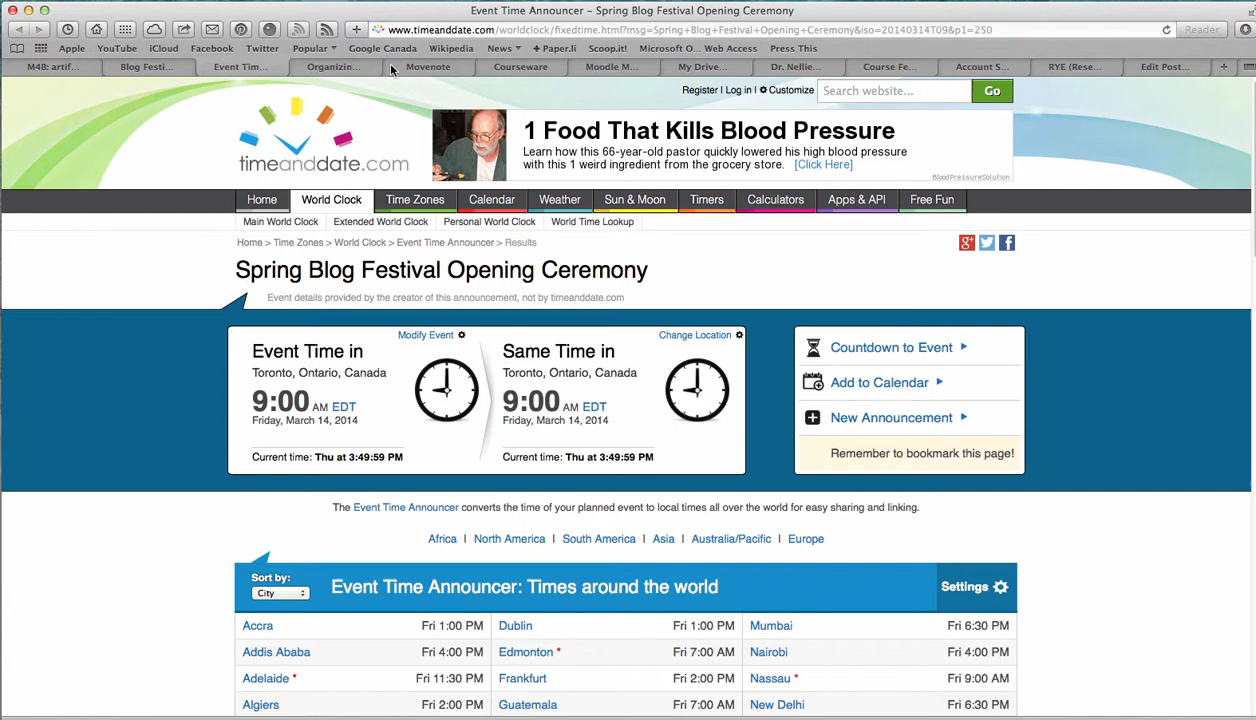 Event Time Announcer – Spring Blog Festival Opening Ceremony
www.timeanddate.com/worldclock/fixedtime.html?msg=Spring+Blog+Festival+Opening+Ceremony&iso=20140314T09&p1=250
Reader
Apple YouTube iCloud Facebook Twitter Popular Google Canada Wikipedia News + Paper.li Scoop.it! Microsoft O... Web Access Press This
M4B: artif... Blog Festi... Event Tim... Organizin... Movenote Courseware Moodle M... My Drive... Dr. Nellie... Course Fe... Account S... RYE (Rese... Edit Post...
Register | Log in | Customize Search website... Go
timeanddate.com
1 Food That Kills Blood Pressure
Learn how this 66-year-old pastor quickly lowered his high blood pressure
with this 1 weird ingredient from the grocery store. [Click Here]
BloodPressureSolution
Home World Clock Time Zones Calendar Weather Sun & Moon Timers Calculators Apps & API Free Fun
Main World Clock Extended World Clock Personal World Clock World Time Lookup
Home > Time Zones > World Clock > Event Time Announcer > Results
Spring Blog Festival Opening Ceremony
Event details provided by the creator of this announcement, not by timeanddate.com
Modify Event
Event Time in
Toronto, Ontario, Canada
9:00 AM EDT
Friday, March 14, 2014
Current time: Thu at 3:49:59 PM
Change Location
Same Time in
Toronto, Ontario, Canada
9:00 AM EDT
Friday, March 14, 2014
Current time: Thu at 3:49:59 PM
Countdown to Event
Add to Calendar
New Announcement
Remember to bookmark this page!
The Event Time Announcer converts the time of your planned event to local times all over the world for easy sharing and linking.
Africa | North America | South America | Asia | Australia/Pacific | Europe
Sort by:
City
Event Time Announcer: Times around the world
Settings
Accra Fri 1:00 PM Dublin Fri 1:00 PM Mumbai Fri 6:30 PM
Addis Ababa Fri 4:00 PM Edmonton * Fri 7:00 AM Nairobi Fri 4:00 PM
Adelaide * Fri 11:30 PM Frankfurt Fri 2:00 PM Nassau * Fri 9:00 AM
Algiers Fri 2:00 PM Guatemala Fri 7:00 AM New Delhi Fri 6:30 PM